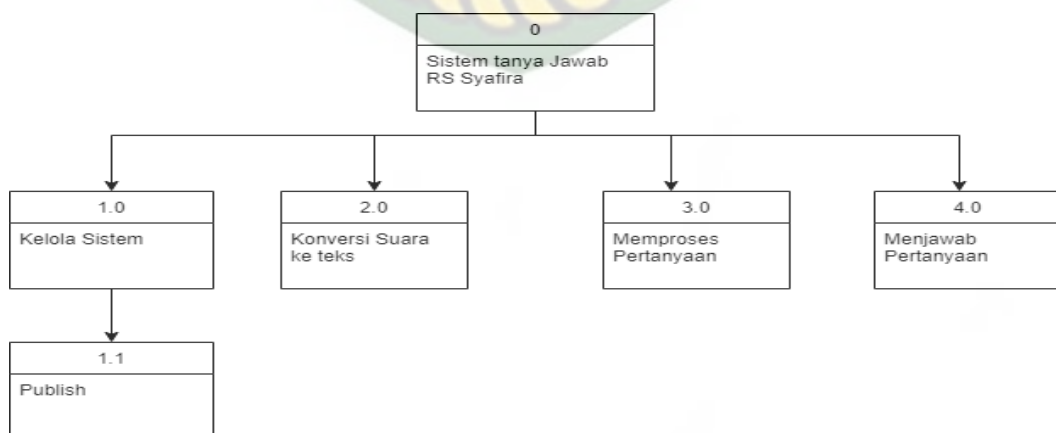 0
Sistem tanya Jawab
RS Syafira
1.0
Kelola Sistem
2.0
Konversi Suara
ke teks
3.0
Memproses
Pertanyaan
4.0
Menjawab
Pertanyaan
1.1
Publish